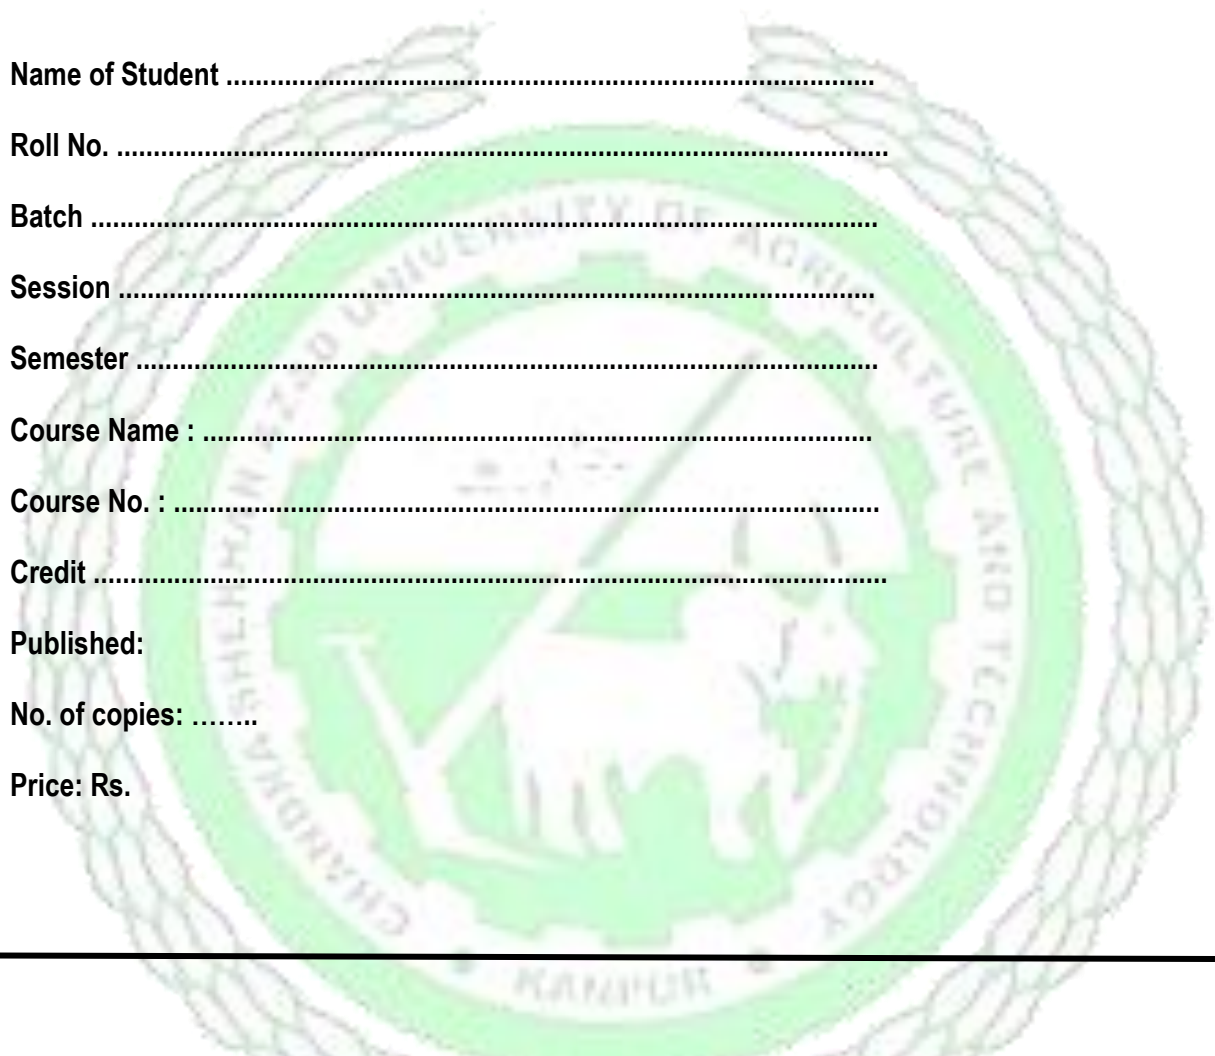 Name of Student ........................................................................................
Roll No. .........................................................................................................
Batch ...........................................................................................................
Session .......................................................................................................
Semester .....................................................................................................
Course Name : ...........................................................................................
Course No. : ................................................................................................
Credit ............................................................................................................
Published:
No. of copies: ……..
Price: Rs.
UNIVERLITY OF AGRICULTURE AND TECHNOLOGY
KANPUR